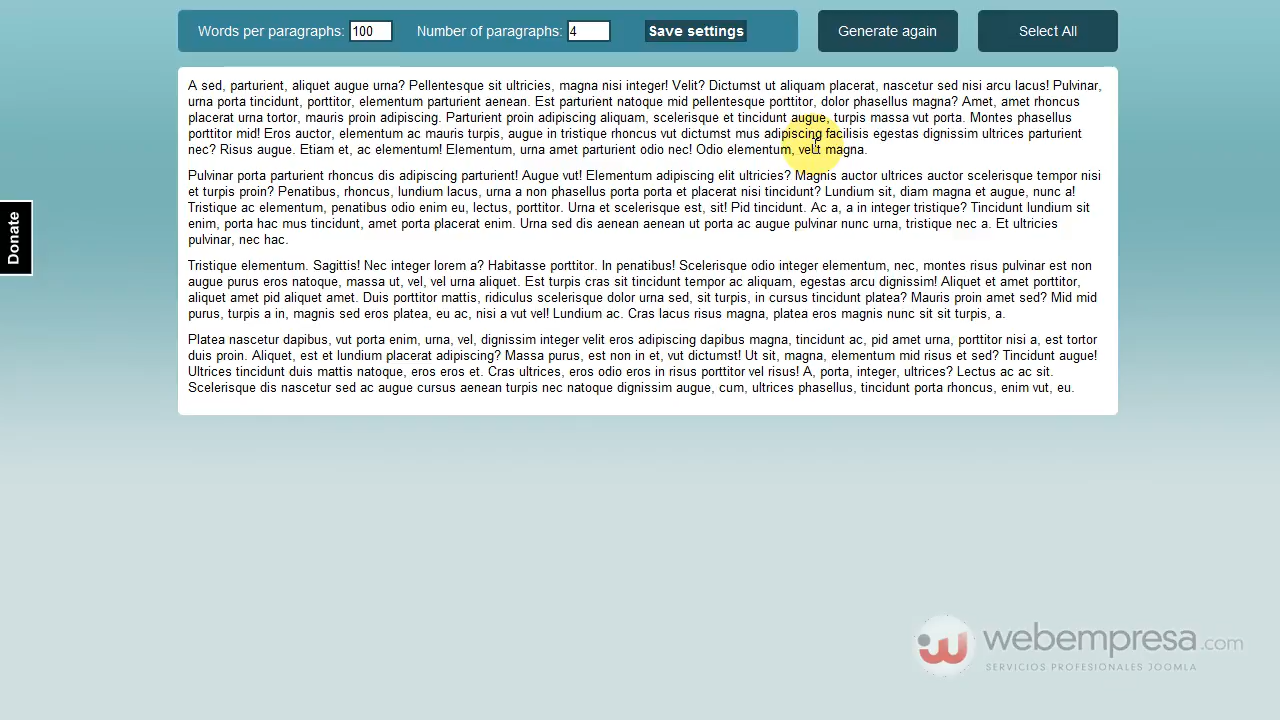 Words per paragraphs: 100 Number of paragraphs: 4 Save settings Generate again Select All
A sed, parturient, aliquet augue urna? Pellentesque sit ultricies, magna nisi integer! Velit? Dictumst ut aliquam placerat, nascetur sed nisi arcu lacus! Pulvinar,
urna porta tincidunt, porttitor, elementum parturient aenean. Est parturient natoque mid pellentesque porttitor, dolor phasellus magna? Amet, amet rhoncus
placerat urna tortor, mauris proin adipiscing. Parturient proin adipiscing aliquam, scelerisque et tincidunt augue, turpis massa vut porta. Montes phasellus
porttitor mid! Eros auctor, elementum ac mauris turpis, augue in tristique rhoncus vut dictumst mus adipiscing facilisis egestas dignissim ultrices parturient
nec? Risus augue. Etiam et, ac elementum! Elementum, urna amet parturient odio nec! Odio elementum, velit magna.
Pulvinar porta parturient rhoncus dis adipiscing parturient! Augue vut! Elementum adipiscing elit ultricies? Magnis auctor ultrices auctor scelerisque tempor nisi
et turpis proin? Penatibus, rhoncus, lundium lacus, urna a non phasellus porta porta et placerat nisi tincidunt? Lundium sit, diam magna et augue, nunc a!
Tristique ac elementum, penatibus odio enim eu, lectus, porttitor. Urna et scelerisque est, sit! Pid tincidunt. Ac a, a in integer tristique? Tincidunt lundium sit
enim, porta hac mus tincidunt, amet porta placerat enim. Urna sed dis aenean aenean ut porta ac augue pulvinar nunc urna, tristique nec a. Et ultricies
pulvinar, nec hac.
Tristique elementum. Sagittis! Nec integer lorem a? Habitasse porttitor. In penatibus! Scelerisque odio integer elementum, nec, montes risus pulvinar est non
augue purus eros natoque, massa ut, vel, vel urna aliquet. Est turpis cras sit tincidunt tempor ac aliquam, egestas arcu dignissim! Aliquet et amet porttitor,
aliquet amet pid aliquet amet. Duis porttitor mattis, ridiculus scelerisque dolor urna sed, sit turpis, in cursus tincidunt platea? Mauris proin amet sed? Mid mid
purus, turpis a in, magnis sed eros platea, eu ac, nisi a vut vel! Lundium ac. Cras lacus risus magna, platea eros magnis nunc sit sit turpis, a.
Platea nascetur dapibus, vut porta enim, urna, vel, dignissim integer velit eros adipiscing dapibus magna, tincidunt ac, pid amet urna, porttitor nisi a, est tortor
duis proin. Aliquet, est et lundium placerat adipiscing? Massa purus, est non in et, vut dictumst! Ut sit, magna, elementum mid risus et sed? Tincidunt augue!
Ultrices tincidunt duis mattis natoque, eros eros et. Cras ultrices, eros odio eros in risus porttitor vel risus! A, porta, integer, ultrices? Lectus ac ac sit.
Scelerisque dis nascetur sed ac augue cursus aenean turpis nec natoque dignissim augue, cum, ultrices phasellus, tincidunt porta rhoncus, enim vut, eu.
Donate
webempresa.com
SERVICIOS PROFESIONALES JOOMLA